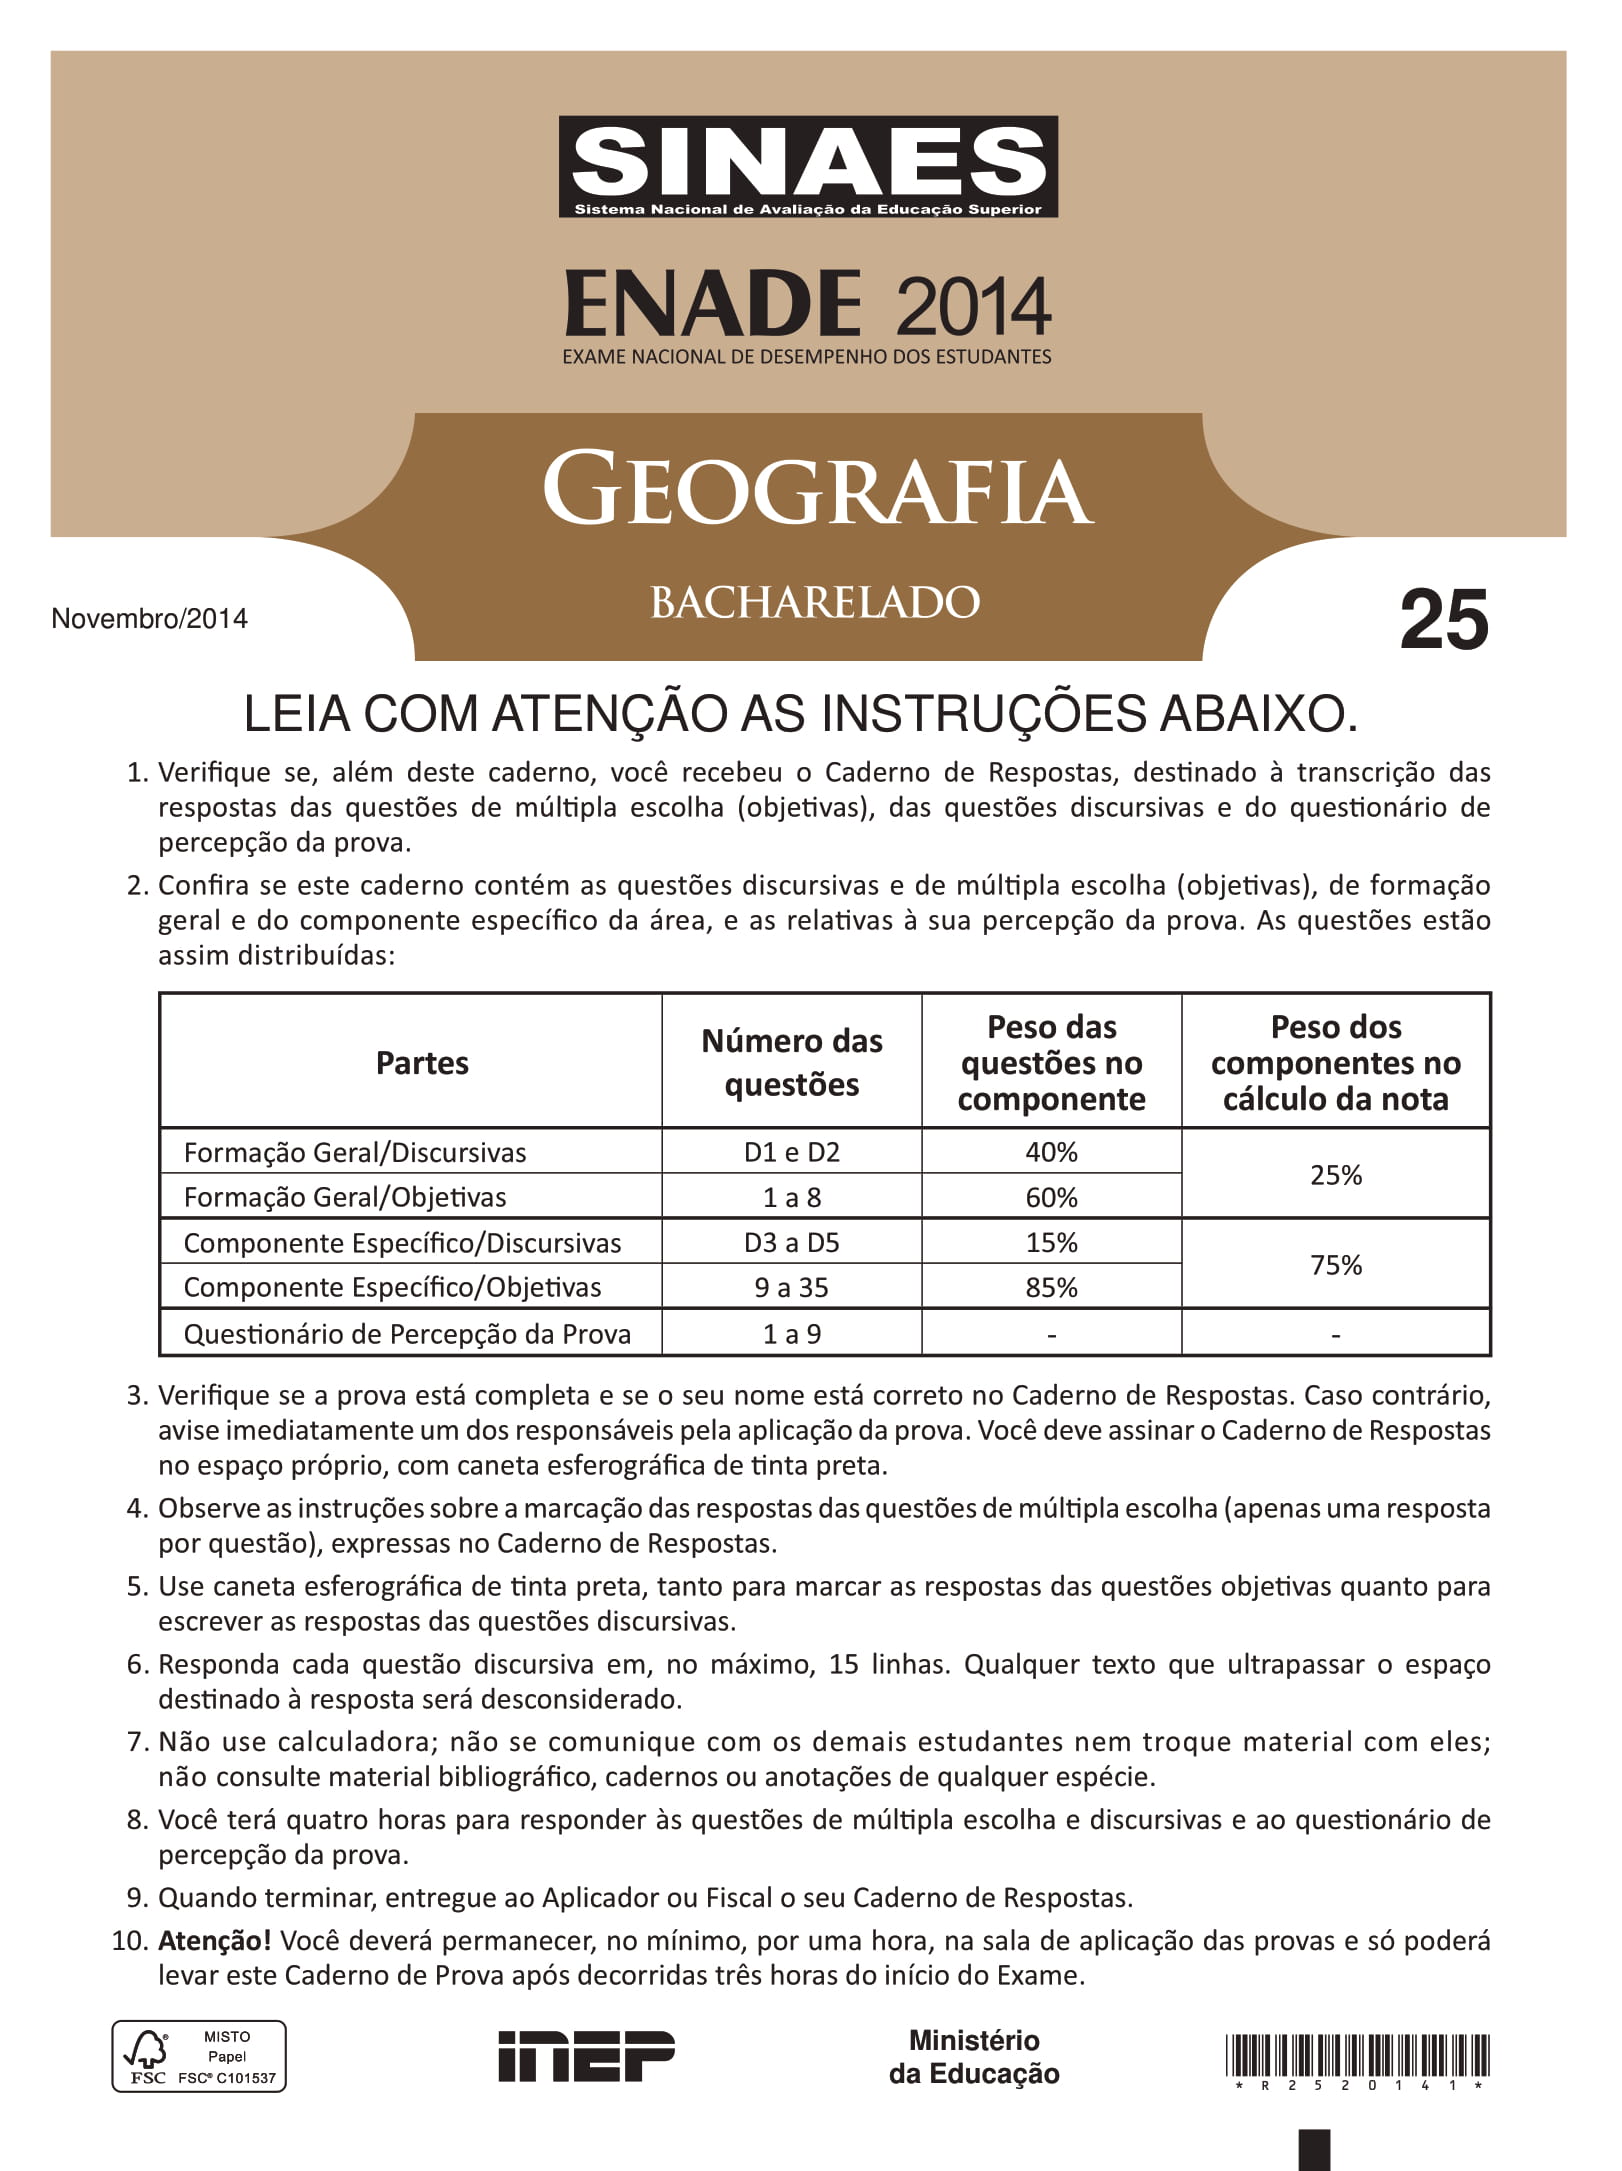 SINAES
Sistema Nacional de Avaliação da Educação Superior
ENADE 2014
EXAME NACIONAL DE DESEMPENHO DOS ESTUDANTES
GEOGRAFIA
BACHARELADO
Novembro/2014
25
LEIA COM ATENÇÃO AS INSTRUÇÕES ABAIXO.
1. Verifique se, além deste caderno, você recebeu o Caderno de Respostas, destinado à transcrição das
respostas das questões de múltipla escolha (objetivas), das questões discursivas e do questionário de
percepção da prova.
2. Confira se este caderno contém as questões discursivas e de múltipla escolha (objetivas), de formação
geral e do componente específico da área, e as relativas à sua percepção da prova. As questões estão
assim distribuídas:
Partes
Número das
questões
Peso das
questões no
componente
Peso dos
componentes no
cálculo da nota
Formação Geral/Discursivas D1 e D2 40%
25%
Formação Geral/Objetivas 1 a 8 60%
Componente Específico/Discursivas D3 a D5 15%
75%
Componente Específico/Objetivas 9 a 35 85%
Questionário de Percepção da Prova 1 a 9 - -
3. Verifique se a prova está completa e se o seu nome está correto no Caderno de Respostas. Caso contrário,
avise imediatamente um dos responsáveis pela aplicação da prova. Você deve assinar o Caderno de Respostas
no espaço próprio, com caneta esferográfica de tinta preta.
4. Observe as instruções sobre a marcação das respostas das questões de múltipla escolha (apenas uma resposta
por questão), expressas no Caderno de Respostas.
5. Use caneta esferográfica de tinta preta, tanto para marcar as respostas das questões objetivas quanto para
escrever as respostas das questões discursivas.
6. Responda cada questão discursiva em, no máximo, 15 linhas. Qualquer texto que ultrapassar o espaço
destinado à resposta será desconsiderado.
7. Não use calculadora; não se comunique com os demais estudantes nem troque material com eles;
não consulte material bibliográfico, cadernos ou anotações de qualquer espécie.
8. Você terá quatro horas para responder às questões de múltipla escolha e discursivas e ao questionário de
percepção da prova.
9. Quando terminar, entregue ao Aplicador ou Fiscal o seu Caderno de Respostas.
10. Atenção! Você deverá permanecer, no mínimo, por uma hora, na sala de aplicação das provas e só poderá
levar este Caderno de Prova após decorridas três horas do início do Exame.
FSC
MISTO
Papel
FSC® C101537
INEP
Ministério
da Educação
* R 2 5 2 0 1 4 1 *